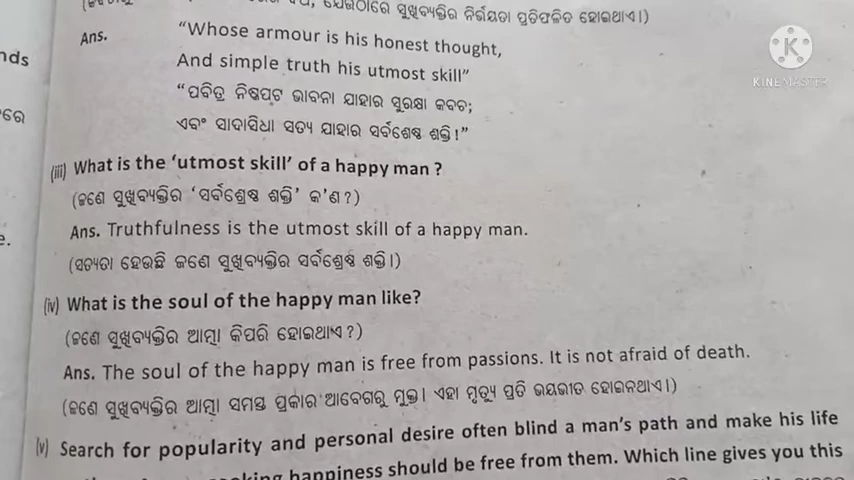 ସୁଖିବ୍ୟକ୍ତିର ନିର୍ଭୟତା ପ୍ରତିଫଳିତ ହୋଇଥାଏ।)
Ans. "Whose armour is his honest thought,
nds
And simple truth his utmost skill"
KINEMASTER
"ପବିତ୍ର ନିଷ୍କପଟ ଭାବନା ଯାହାର ସୁରକ୍ଷା କବଚ;
ଏବଂ ସାଦାସିଧା ସତ୍ୟ ଯାହାର ସର୍ବଶେଷ୍ଠ ଶକ୍ତି!"
(iii) What is the 'utmost skill' of a happy man ?
(ଜଣେ ସୁଖିବ୍ୟକ୍ତିର 'ସର୍ବଶ୍ରେଷ୍ଠ ଶକ୍ତି' କ'ଣ ?)
Ans. Truthfulness is the utmost skill of a happy man.
(ସତ୍ୟତା ହେଉଛି ଜଣେ ସୁଖିବ୍ୟକ୍ତିର ସର୍ବଶ୍ରେଷ୍ଠ ଶକ୍ତି।)
(iv) What is the soul of the happy man like?
(ଜଣେ ସୁଖିବ୍ୟକ୍ତିର ଆତ୍ମା କିପରି ହୋଇଥାଏ ?)
Ans. The soul of the happy man is free from passions. It is not afraid of death.
(ଜଣେ ସୁଖିବ୍ୟକ୍ତିର ଆତ୍ମା ସମସ୍ତ ପ୍ରକାର ଆବେଗରୁ ମୁକ୍ତ। ଏହା ମୃତ୍ୟୁ ପ୍ରତି ଭୟଭୀତ ହୋଇନଥାଏ।)
(v) Search for popularity and personal desire often blind a man's path and make his life
happiness should be free from them. Which line gives you this